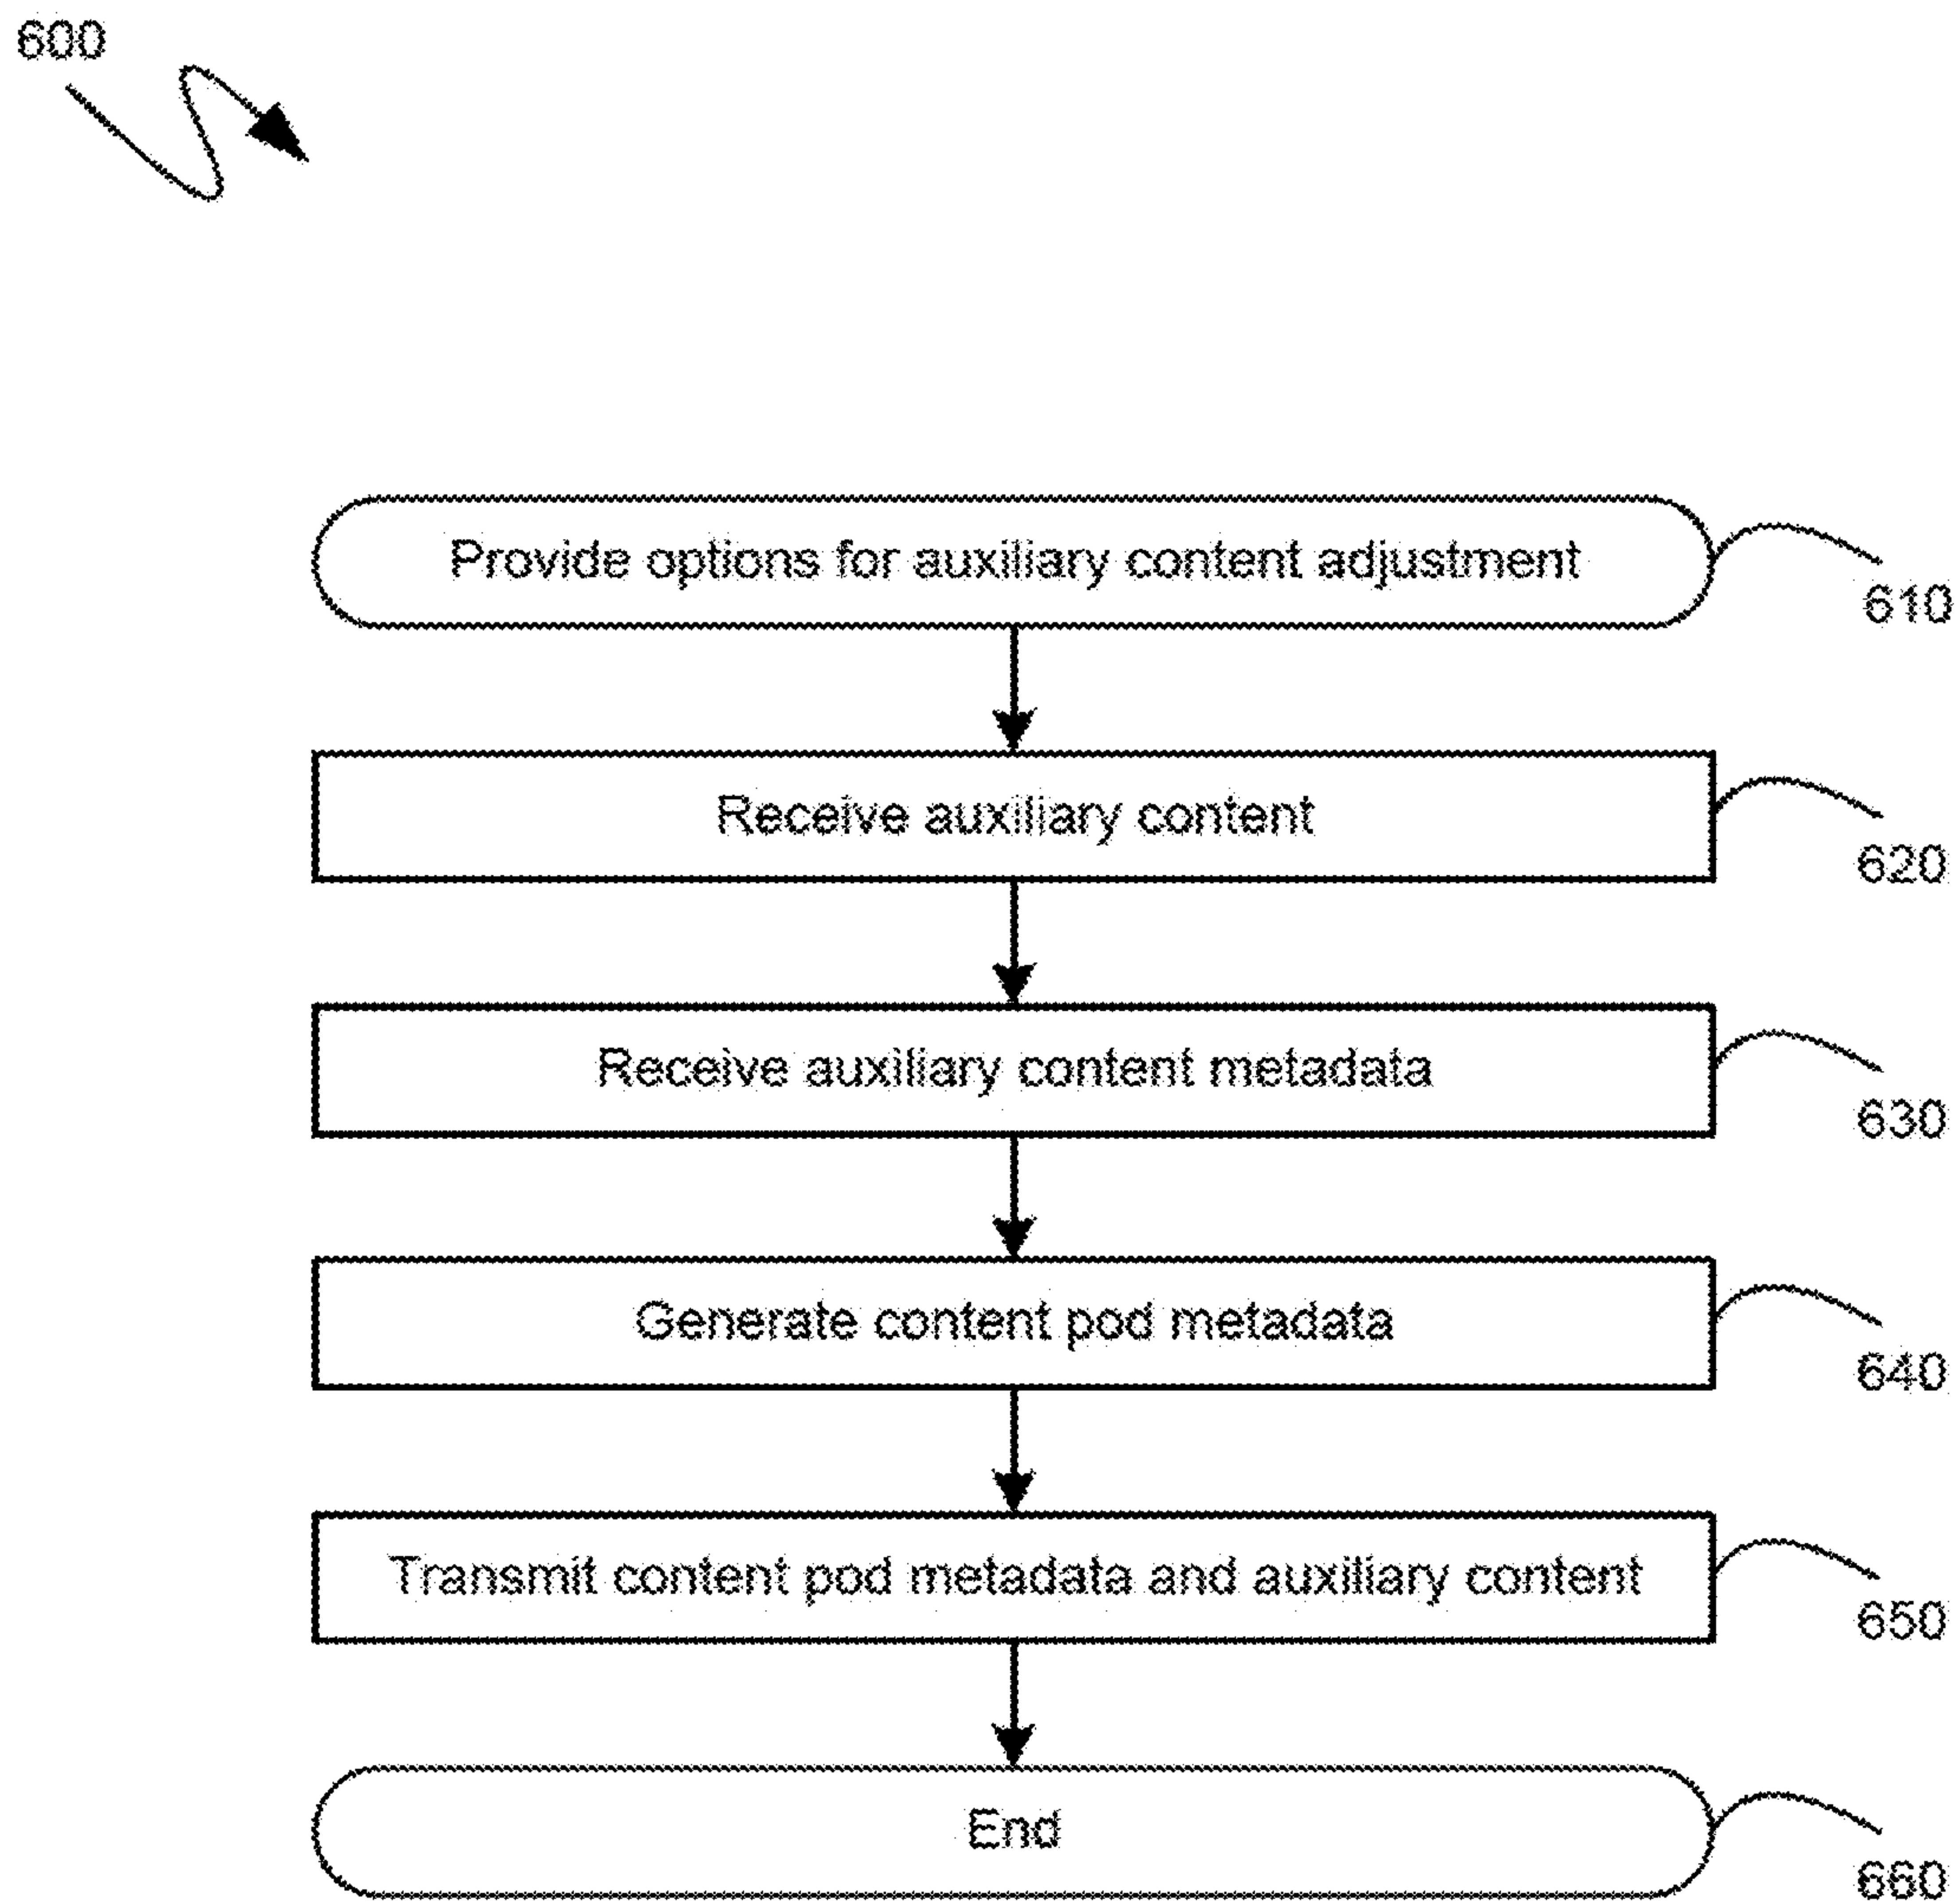 600
Provide options for auxiliary content adjustment
610
Receive auxiliary content
620
Receive auxiliary content metadata
630
Generate content pod metadata
640
Transmit content pod metadata and auxiliary content
650
End
660